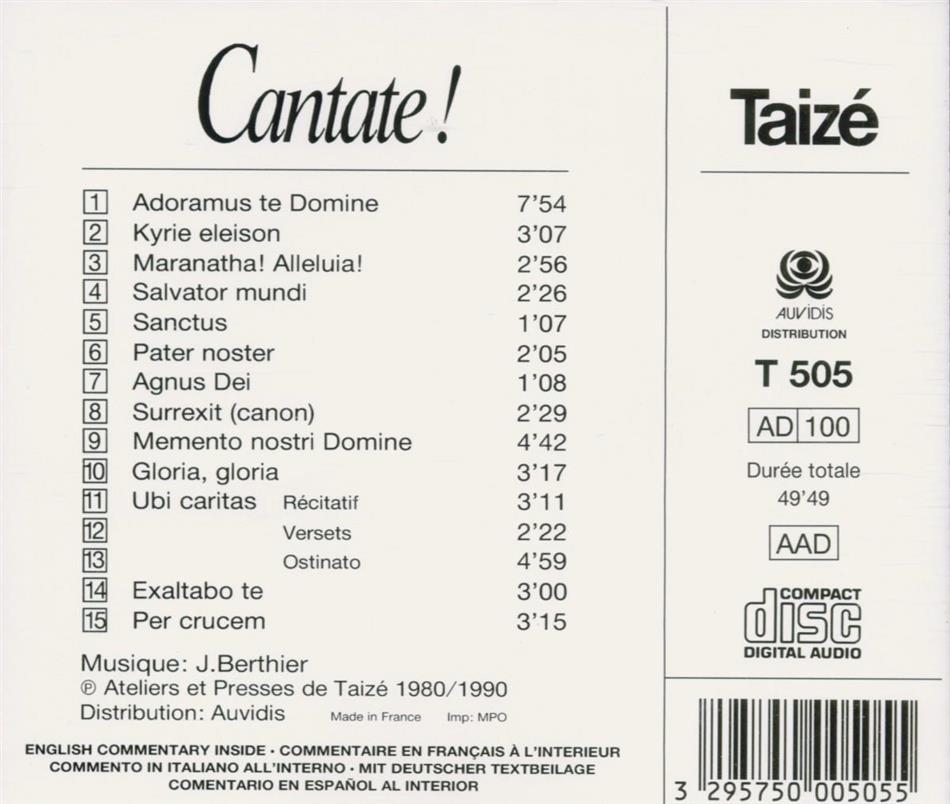 Cantate!
1 Adoramus te Domine 7'54
2 Kyrie eleison 3'07
3 Maranatha! Alleluia! 2'56
4 Salvator mundi 2'26
5 Sanctus 1'07
6 Pater noster 2'05
7 Agnus Dei 1'08
8 Surrexit (canon) 2'29
9 Memento nostri Domine 4'42
10 Gloria, gloria 3'17
11 Ubi caritas Récitatif 3'11
12 Versets 2'22
13 Ostinato 4'59
14 Exaltabo te 3'00
15 Per crucem 3'15
Musique: J.Berthier
℗ Ateliers et Presses de Taizé 1980/1990
Distribution: Auvidis Made in France Imp: MPO
ENGLISH COMMENTARY INSIDE · COMMENTAIRE EN FRANÇAIS À L'INTERIEUR
COMMENTO IN ITALIANO ALL'INTERNO · MIT DEUTSCHER TEXTBEILAGE
COMENTARIO EN ESPAÑOL AL INTERIOR
Taizé
AUVIDIS
DISTRIBUTION
T 505
AD 100
Durée totale
49'49
AAD
COMPACT
disc
DIGITAL AUDIO
3 295750 005055